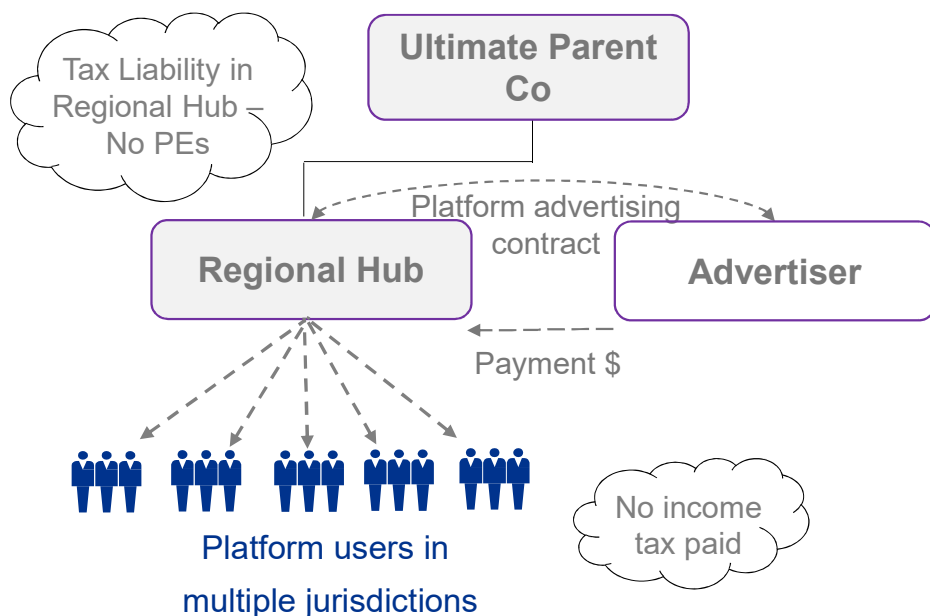 Ultimate Parent
Co
Tax Liability in
Regional Hub –
No PEs
Platform advertising
contract
Regional Hub
Advertiser
Payment $
No income
tax paid
Platform users in
multiple jurisdictions